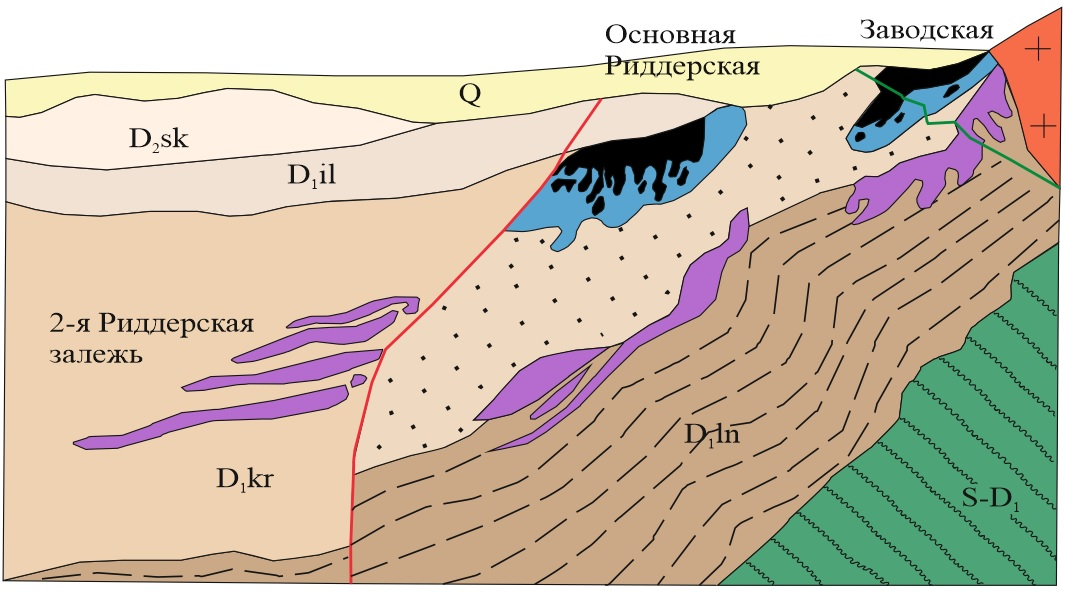 Основная
Риддерская
Заводская
Q
D₂sk
D₁il
2-я Риддерская
залежь
D₁kr
D₁ln
S-D₁